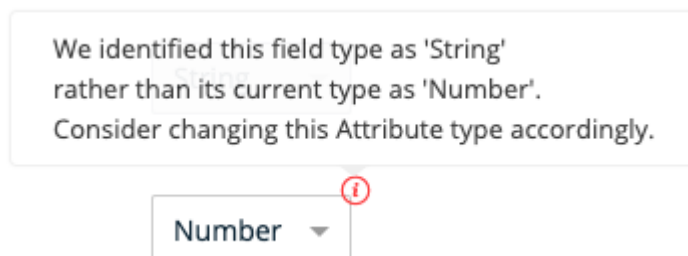 We identified this field type as 'String'
rather than its current type as 'Number'.
Consider changing this Attribute type accordingly.
String
i
Number